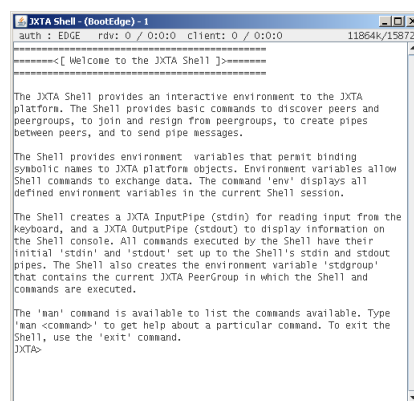 JXTA Shell - (BootEdge) - 1
auth : EDGE rdv: 0 / 0:0:0 client: 0 / 0:0:0 11864k/15872
==============================================
=======<[ Welcome to the JXTA Shell ]>=======
==============================================
The JXTA Shell provides an interactive environment to the JXTA
platform. The Shell provides basic commands to discover peers and
peergroups, to join and resign from peergroups, to create pipes
between peers, and to send pipe messages.
The Shell provides environment variables that permit binding
symbolic names to JXTA platform objects. Environment variables allow
Shell commands to exchange data. The command 'env' displays all
defined environment variables in the current Shell session.
The Shell creates a JXTA InputPipe (stdin) for reading input from the
keyboard, and a JXTA OutputPipe (stdout) to display information on
the Shell console. All commands executed by the Shell have their
initial 'stdin' and 'stdout' set up to the Shell's stdin and stdout
pipes. The Shell also creates the environment variable 'stdgroup'
that contains the current JXTA PeerGroup in which the Shell and
commands are executed.
The 'man' command is available to list the commands available. Type
'man <command>' to get help about a particular command. To exit the
Shell, use the 'exit' command.
JXTA>